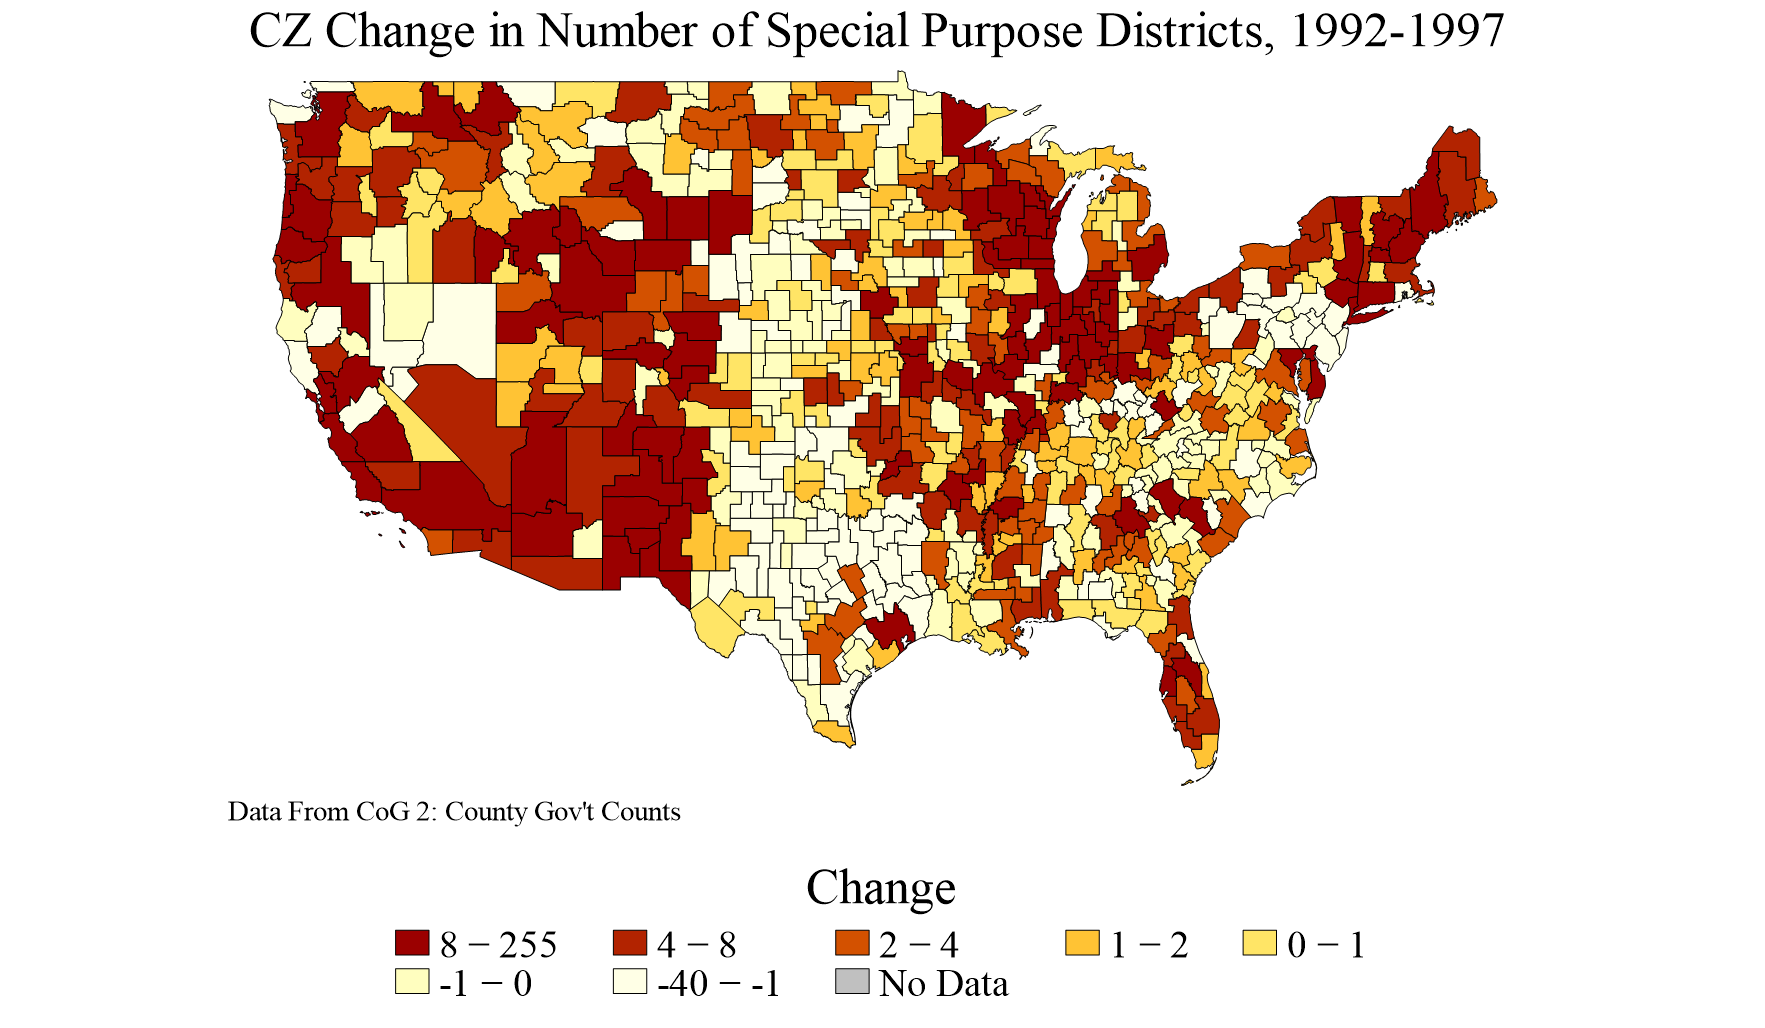 CZ Change in Number of Special Purpose Districts, 1992-1997
Data From CoG 2: County Gov't Counts
Change
8 − 255 4 − 8 2 − 4 1 − 2 0 − 1
-1 − 0 -40 − -1 No Data